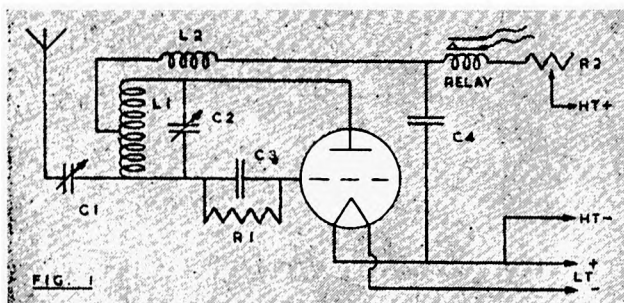 L2
L1
C2
RELAY
R2
HT+
C4
C3
C1
R1
HT-
+
LT
-
FIG. 1